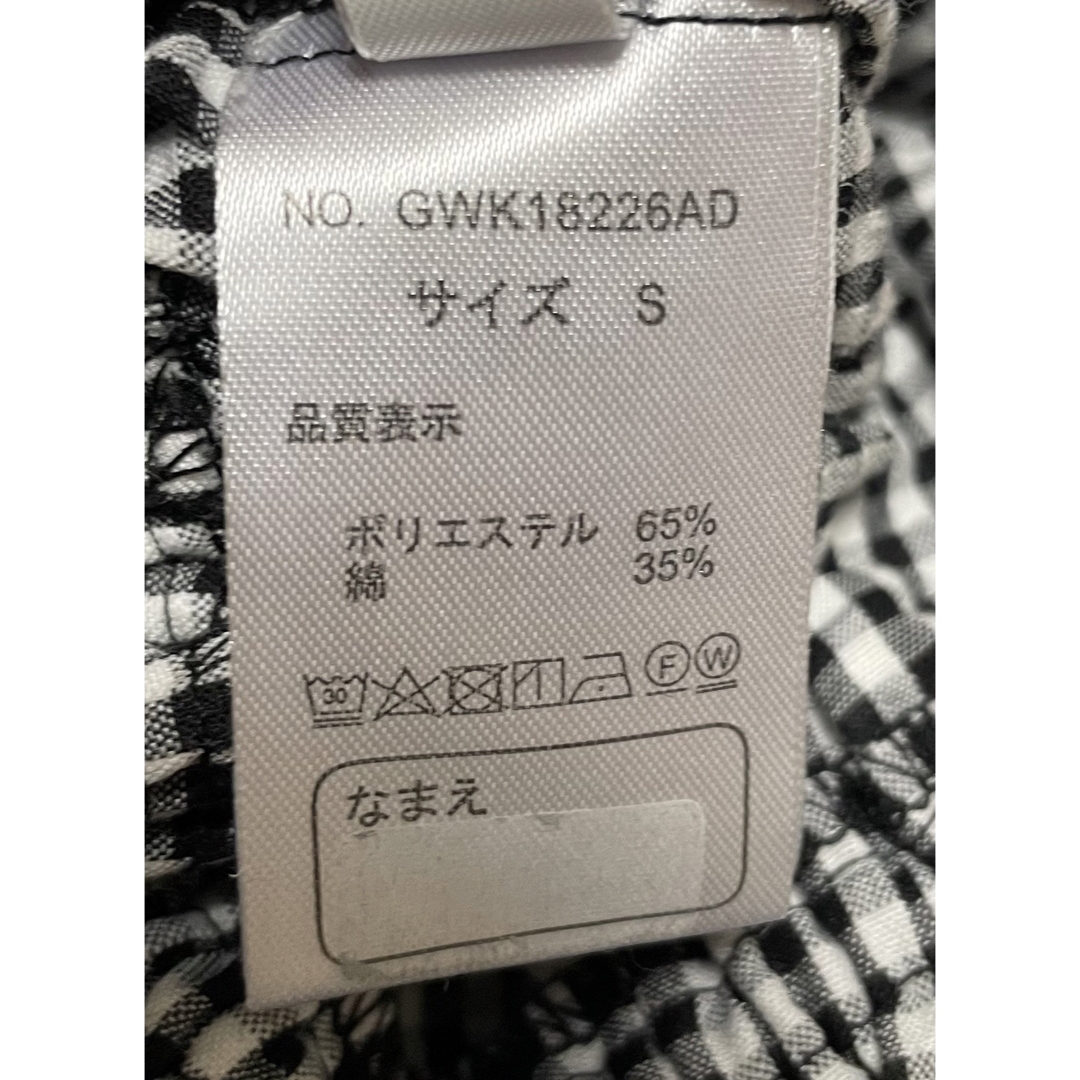 NO. GWK18226AD
サイズ S
品質表示
ポリエステル 65%
綿 35%
30 F W
なまえ